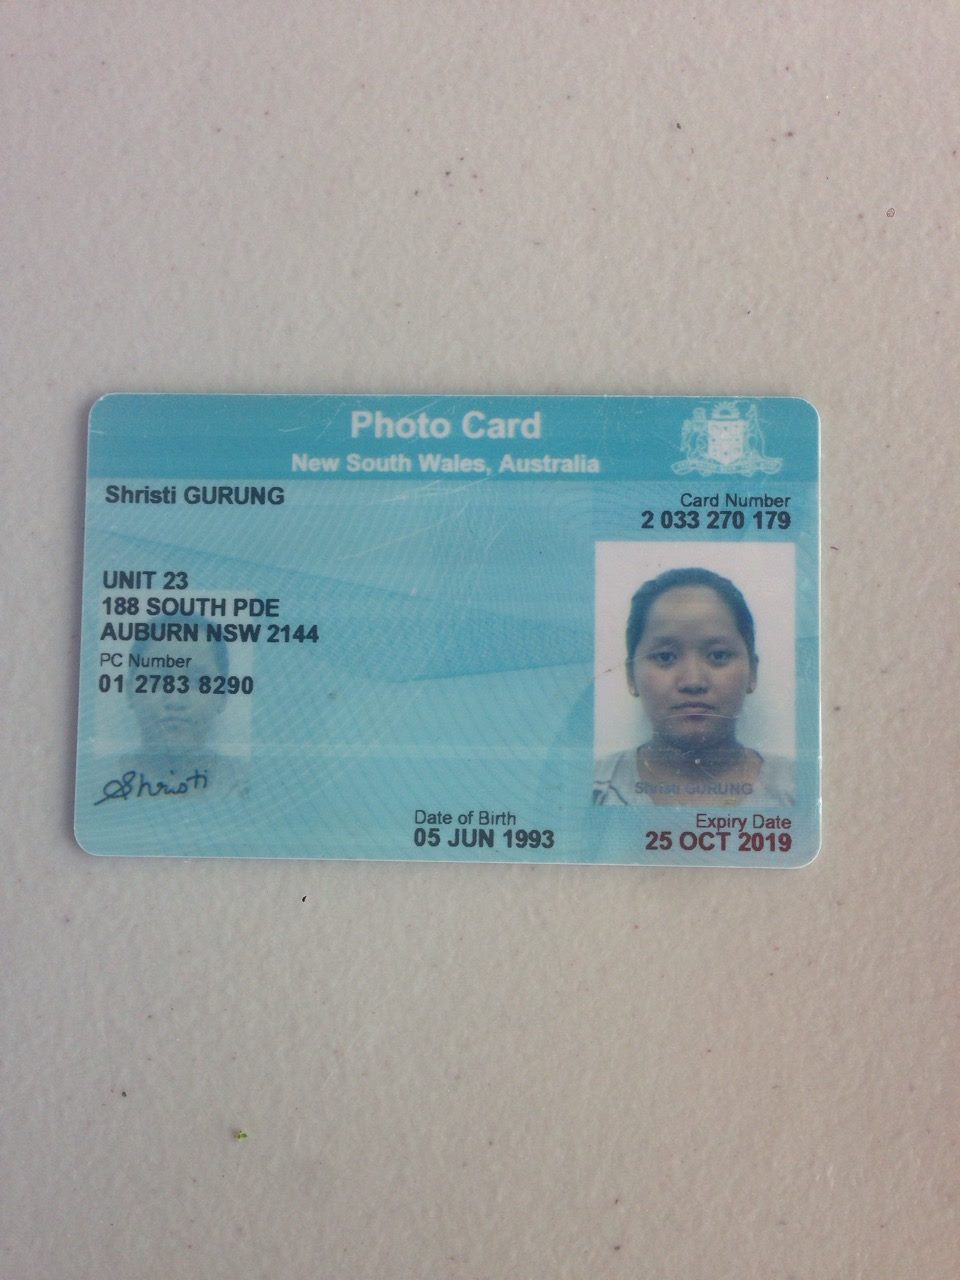 Photo Card
New South Wales, Australia
Shristi GURUNG
Card Number
2 033 270 179
UNIT 23
188 SOUTH PDE
AUBURN NSW 2144
PC Number
01 2783 8290
Shristi
Shristi GURUNG
Date of Birth
05 JUN 1993
Expiry Date
25 OCT 2019